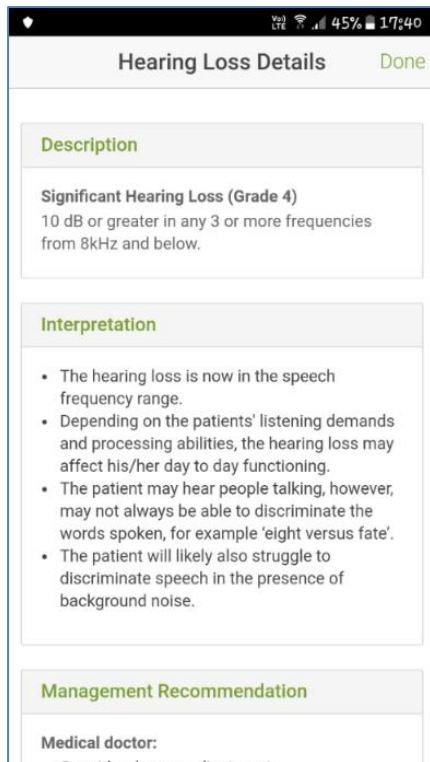 Vo)) LTE 45% 17:40
Hearing Loss Details Done
Description
Significant Hearing Loss (Grade 4)
10 dB or greater in any 3 or more frequencies
from 8kHz and below.
Interpretation
• The hearing loss is now in the speech
frequency range.
• Depending on the patients' listening demands
and processing abilities, the hearing loss may
affect his/her day to day functioning.
• The patient may hear people talking, however,
may not always be able to discriminate the
words spoken, for example ‘eight versus fate’.
• The patient will likely also struggle to
discriminate speech in the presence of
background noise.
Management Recommendation
Medical doctor: